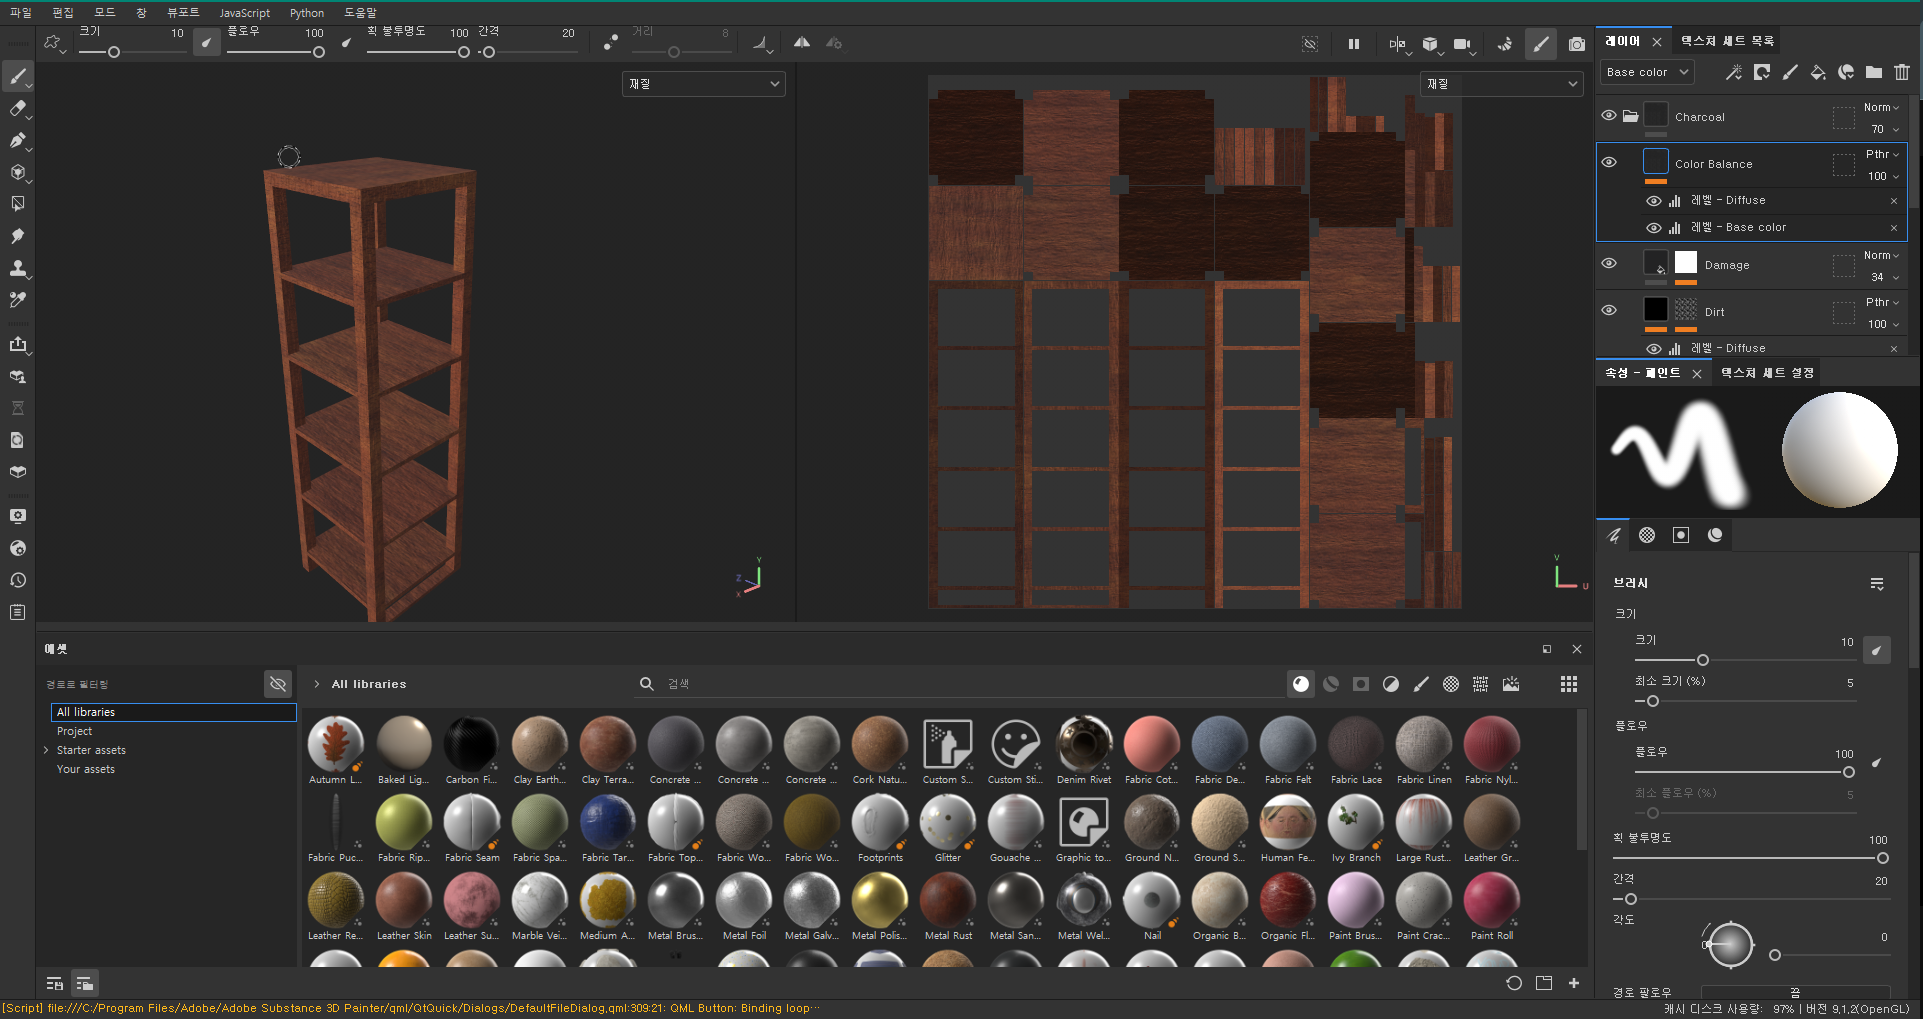 파일 편집 모드 창 뷰포트 JavaScript Python 도움말
크기 10 플로우 100 획 불투명도 100 간격 20 거리 8
재질
재질
Y
Z
X
V
U
레이어 텍스처 세트 목록
Base color
Charcoal Norm
70
Color Balance Pthr
100
레벨 - Diffuse
레벨 - Base color
Damage Norm
34
Dirt Pthr
100
레벨 - Diffuse
속성 - 페인트 텍스처 세트 설정
브러시
크기
크기 10
최소 크기 (%) 5
플로우
플로우 100
최소 플로우 (%) 5
획 불투명도 100
간격 20
각도
0 0
경로 팔로우 끔
에셋
경로로 필터링
All libraries
Project
Starter assets
Your assets
All libraries 검색
Autumn L... Baked Lig... Carbon Fi... Clay Earth... Clay Terra... Concrete ... Concrete ... Concrete ... Cork Natu... Custom S... Custom Sti... Denim Rivet Fabric Cot... Fabric De... Fabric Felt Fabric Lace Fabric Linen Fabric Nyl...
Fabric Puc... Fabric Rip... Fabric Seam Fabric Spa... Fabric Tar... Fabric Top... Fabric Wo... Fabric Wo... Footprints Glitter Gouache ... Graphic to... Ground N... Ground S... Human Fe... Ivy Branch Large Rust... Leather Gr...
Leather Re... Leather Skin Leather Su... Marble Vei... Medium A... Metal Brus... Metal Foil Metal Galv... Metal Polis... Metal Rust Metal San... Metal Wel... Nail Organic B... Organic Fl... Paint Brus... Paint Crac... Paint Roll
[Script] file:///C:/Program Files/Adobe/Adobe Substance 3D Painter/qml/QtQuick/Dialogs/DefaultFileDialog.qml:309:21: QML Button: Binding loop...
캐시 디스크 사용량: 97% | 버전 9.1.2(OpenGL)